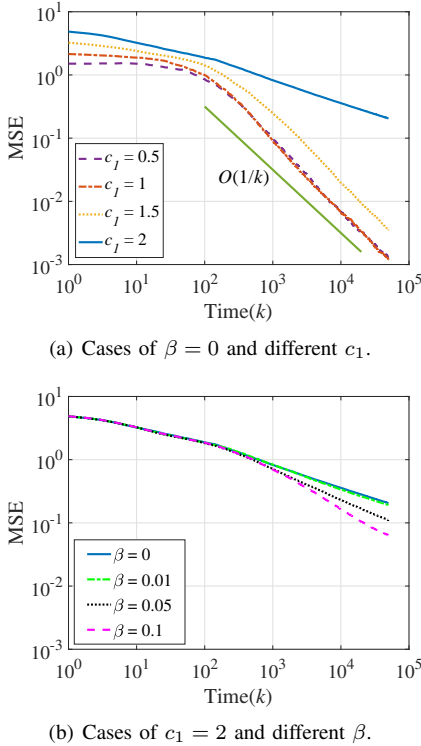 10^1
10^0
10^-1
10^-2
10^-3
MSE
c_1 = 0.5
c_1 = 1
c_1 = 1.5
c_1 = 2
O(1/k)
10^0 10^1 10^2 10^3 10^4 10^5
Time(k)
(a) Cases of β = 0 and different c_1.
10^1
10^0
10^-1
10^-2
10^-3
MSE
β = 0
β = 0.01
β = 0.05
β = 0.1
10^0 10^1 10^2 10^3 10^4 10^5
Time(k)
(b) Cases of c_1 = 2 and different β.